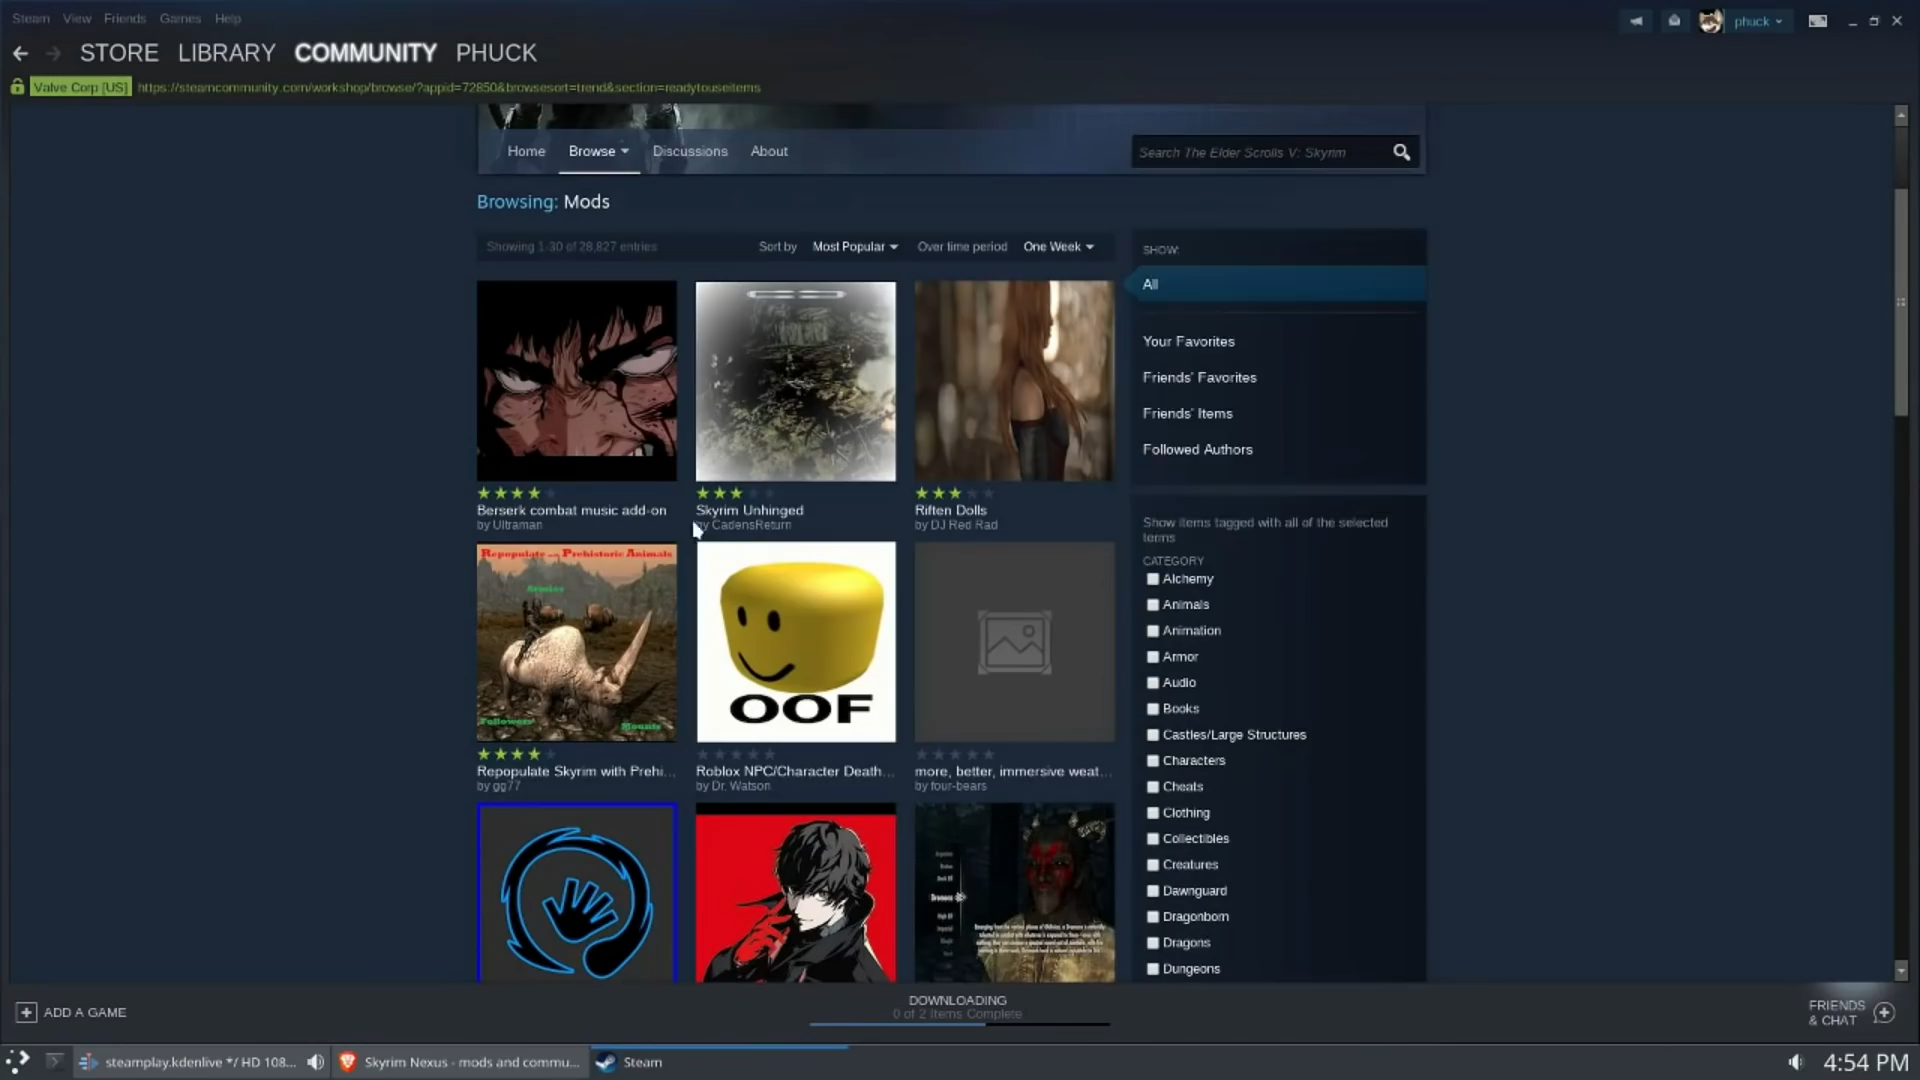 Steam View Friends Games Help
phuck
STORE LIBRARY COMMUNITY PHUCK
Valve Corp [US] https://steamcommunity.com/workshop/browse/?appid=72850&browsesort=trend&section=readytouseitems
Home Browse Discussions About
Search The Elder Scrolls V: Skyrim
Browsing: Mods
Showing 1-30 of 28,827 entries
Sort by Most Popular Over time period One Week
SHOW:
All
Your Favorites
Friends' Favorites
Friends' Items
Followed Authors
Berserk combat music add-on
by Ultraman
Skyrim Unhinged
by CadensReturn
Riften Dolls
by DJ Red Rad
Show items tagged with all of the selected
terms
CATEGORY
Alchemy
Animals
Animation
Armor
Audio
Books
Castles/Large Structures
Characters
Cheats
Clothing
Collectibles
Creatures
Dawnguard
Dragonborn
Dragons
Dungeons
Repopulate with Prehistoric Animals
Armies
Followers
Mounts
OOF
Repopulate Skyrim with Prehi...
by gg77
Roblox NPC/Character Death...
by Dr. Watson
more, better, immersive weat...
by four-bears
ADD A GAME
DOWNLOADING
0 of 2 Items Complete
FRIENDS
& CHAT
steamplay.kdenlive */ HD 108...
Skyrim Nexus - mods and commu...
Steam
4:54 PM